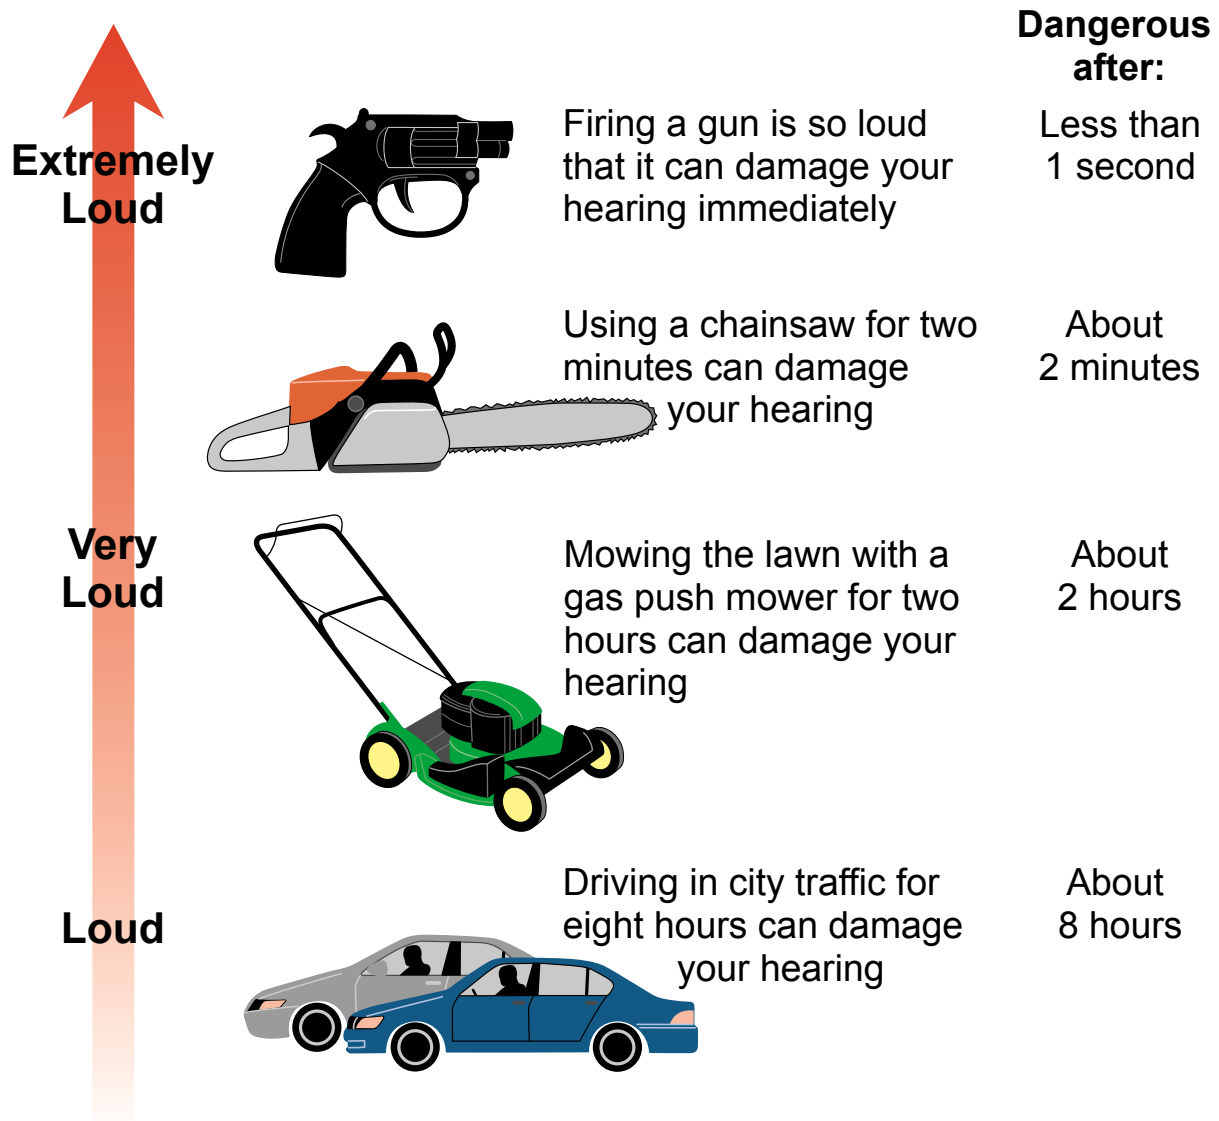 Dangerous
after:
Extremely
Loud
Firing a gun is so loud
that it can damage your
hearing immediately
Less than
1 second
Using a chainsaw for two
minutes can damage
your hearing
About
2 minutes
Very
Loud
Mowing the lawn with a
gas push mower for two
hours can damage your
hearing
About
2 hours
Loud
Driving in city traffic for
eight hours can damage
your hearing
About
8 hours